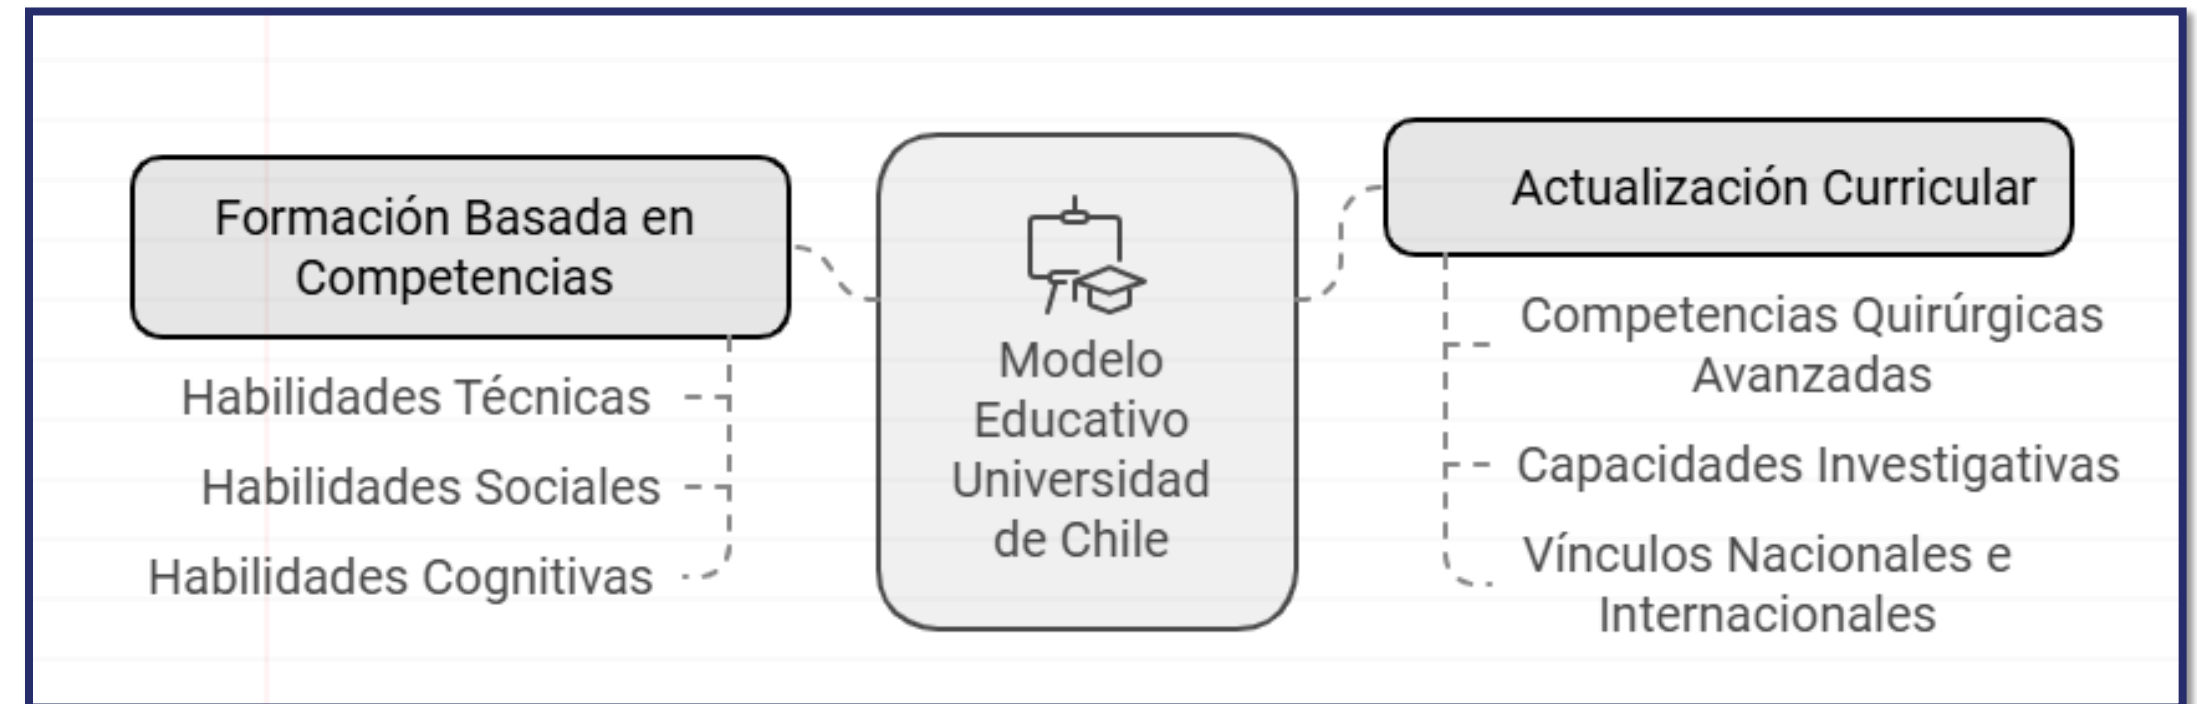 Formación Basada en
Competencias
Habilidades Técnicas
Habilidades Sociales
Habilidades Cognitivas
Modelo
Educativo
Universidad
de Chile
Actualización Curricular
Competencias Quirúrgicas
Avanzadas
Capacidades Investigativas
Vínculos Nacionales e
Internacionales